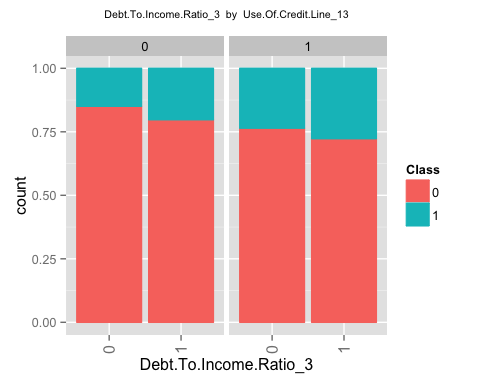 Debt.To.Income.Ratio_3 by Use.Of.Credit.Line_13
0 1
1.00
0.75
0.50
0.25
0.00
count
0 1 0 1
Debt.To.Income.Ratio_3
Class
0
1